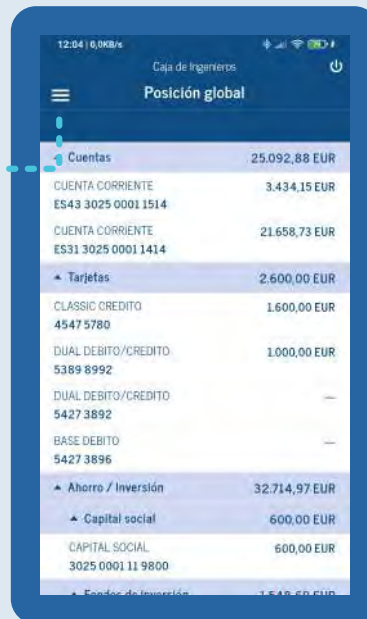 12:04 | 0,0KB/s
Caja de Ingenieros
Posición global
Cuentas 25.092,88 EUR
CUENTA CORRIENTE 3.434,15 EUR
ES43 3025 0001 1514
CUENTA CORRIENTE 21.658,73 EUR
ES31 3025 0001 1414
Tarjetas 2.600,00 EUR
CLASSIC CREDITO 1.600,00 EUR
4547 5780
DUAL DEBITO/CREDITO 1.000,00 EUR
5389 8992
DUAL DEBITO/CREDITO —
5427 3892
BASE DEBITO —
5427 3896
Ahorro / Inversión 32.714,97 EUR
Capital social 600,00 EUR
CAPITAL SOCIAL 600,00 EUR
3025 0001 11 9800
Fondos de inversión